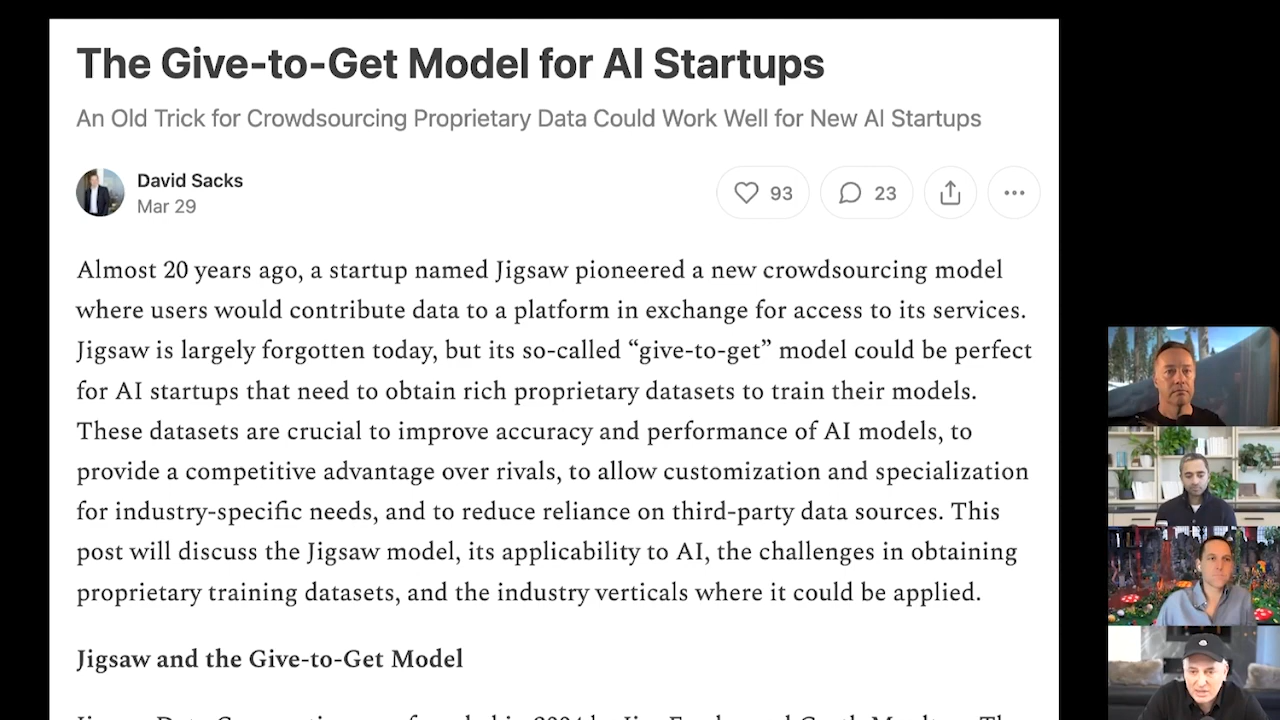 The Give-to-Get Model for AI Startups
An Old Trick for Crowdsourcing Proprietary Data Could Work Well for New AI Startups
David Sacks
Mar 29
93
23
Almost 20 years ago, a startup named Jigsaw pioneered a new crowdsourcing model
where users would contribute data to a platform in exchange for access to its services.
Jigsaw is largely forgotten today, but its so-called “give-to-get” model could be perfect
for AI startups that need to obtain rich proprietary datasets to train their models.
These datasets are crucial to improve accuracy and performance of AI models, to
provide a competitive advantage over rivals, to allow customization and specialization
for industry-specific needs, and to reduce reliance on third-party data sources. This
post will discuss the Jigsaw model, its applicability to AI, the challenges in obtaining
proprietary training datasets, and the industry verticals where it could be applied.
Jigsaw and the Give-to-Get Model